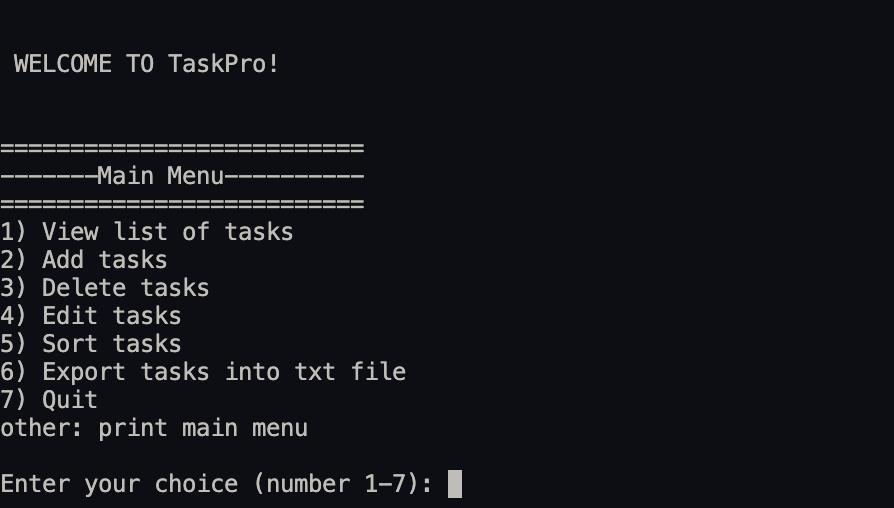 WELCOME TO TaskPro!
==========================
-------Main Menu----------
==========================
1) View list of tasks
2) Add tasks
3) Delete tasks
4) Edit tasks
5) Sort tasks
6) Export tasks into txt file
7) Quit
other: print main menu
Enter your choice (number 1-7):